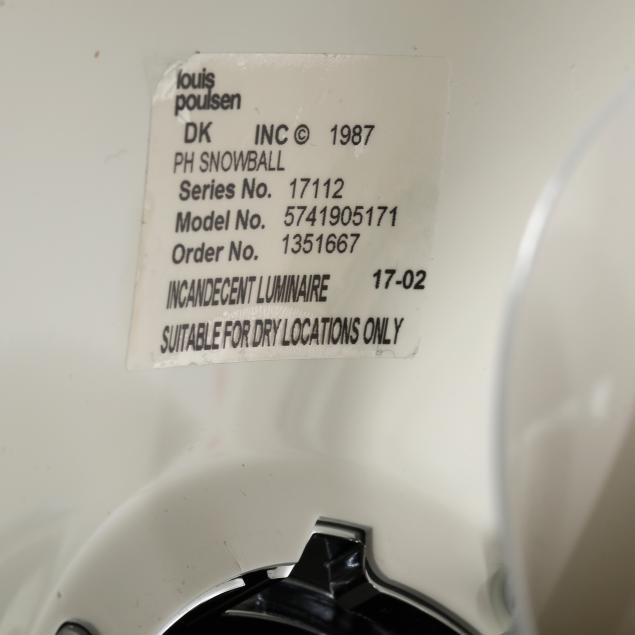 louis
poulsen
DK INC © 1987
PH SNOWBALL
Series No. 17112
Model No. 5741905171
Order No. 1351667
INCANDECENT LUMINAIRE 17-02
SUITABLE FOR DRY LOCATIONS ONLY